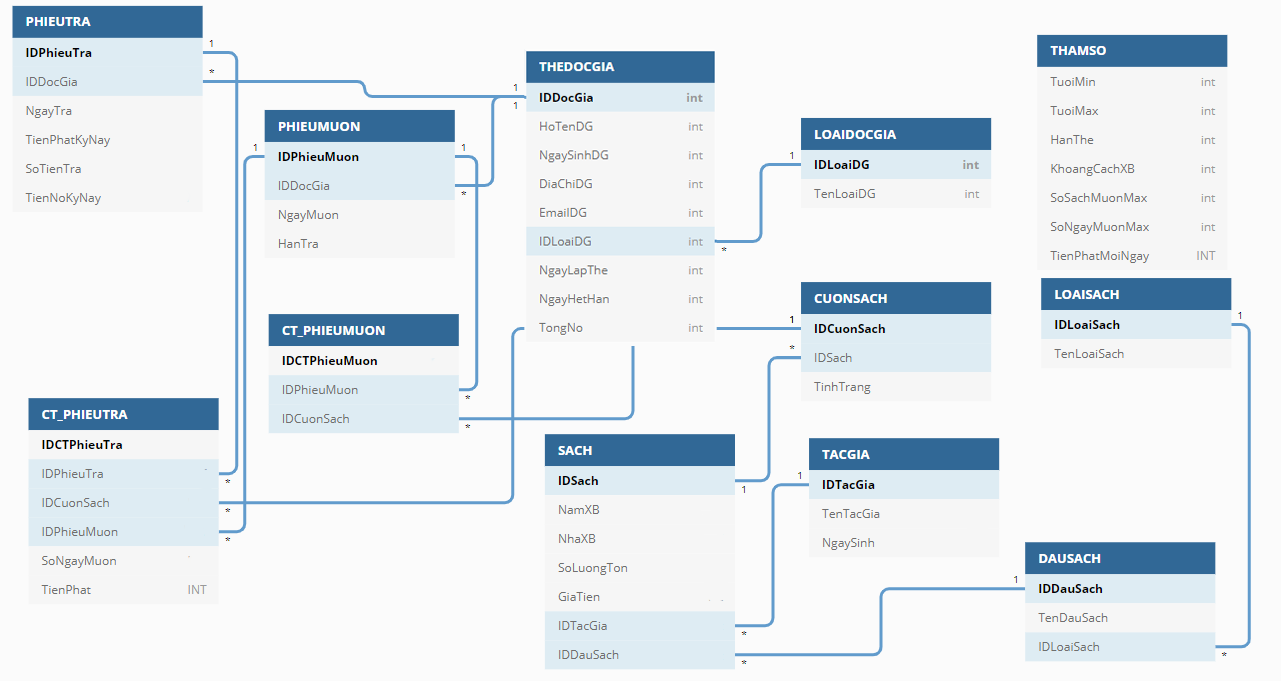 PHIEUTRA
IDPhieuTra
IDDocGia
NgayTra
TienPhatKyNay
SoTienTra
TienNoKyNay
1
*
PHIEUMUON
IDPhieuMuon
IDDocGia
NgayMuon
HanTra
1
1
*
THEDOCGIA
IDDocGia int
HoTenDG int
NgaySinhDG int
DiaChiDG int
EmailDG int
IDLoaiDG int
NgayLapThe int
NgayHetHan int
TongNo int
1
1
*
LOAIDOCGIA
IDLoaiDG int
TenLoaiDG int
1
THAMSO
TuoiMin int
TuoiMax int
HanThe int
KhoangCachXB int
SoSachMuonMax int
SoNgayMuonMax int
TienPhatMoiNgay INT
LOAISACH
IDLoaiSach
TenLoaiSach
1
CUONSACH
IDCuonSach
IDSach
TinhTrang
1
*
CT_PHIEUMUON
IDCTPhieuMuon
IDPhieuMuon
IDCuonSach
*
*
CT_PHIEUTRA
IDCTPhieuTra
IDPhieuTra
IDCuonSach
IDPhieuMuon
SoNgayMuon
TienPhat INT
*
*
*
SACH
IDSach
NamXB
NhaXB
SoLuongTon
GiaTien
IDTacGia
IDDauSach
1
*
*
TACGIA
IDTacGia
TenTacGia
NgaySinh
1
DAUSACH
IDDauSach
TenDauSach
IDLoaiSach
1
*